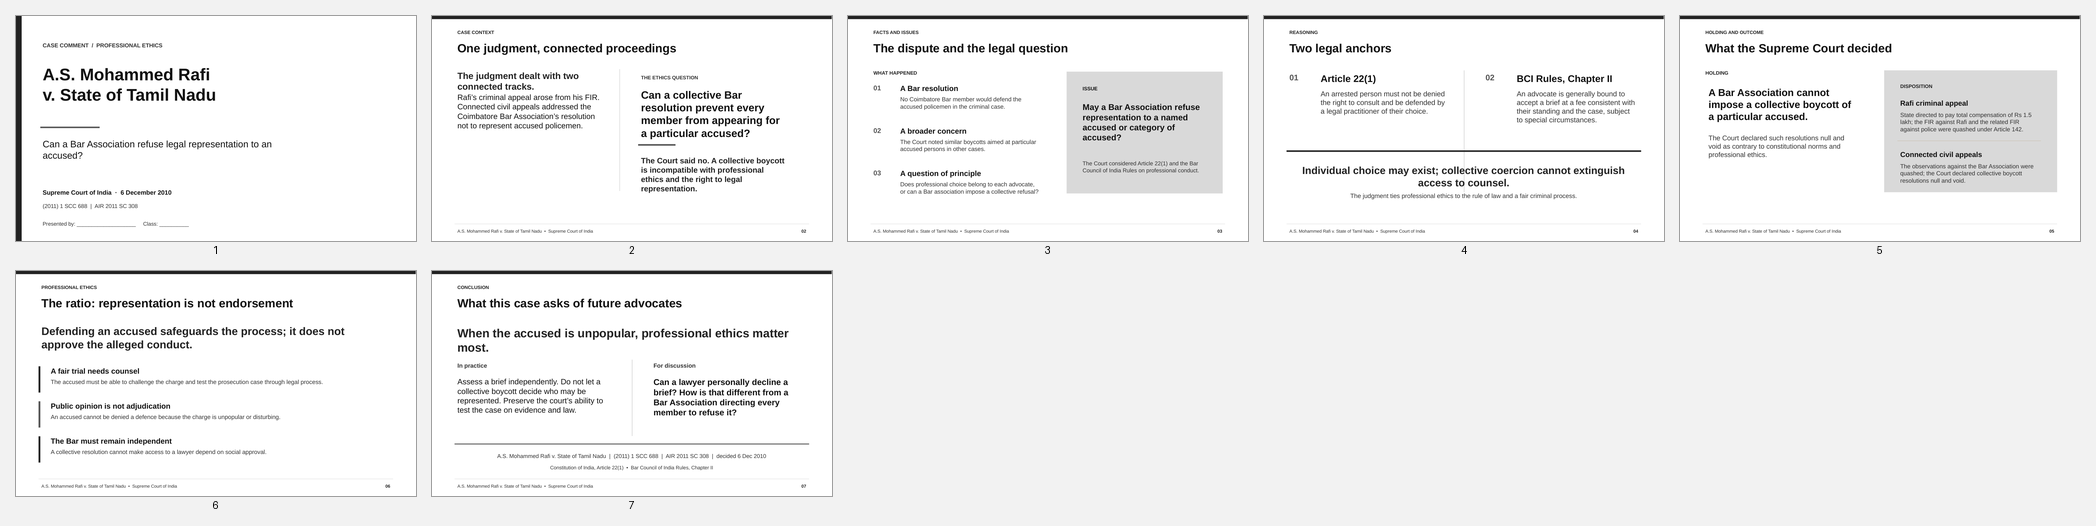 CASE COMMENT / PROFESSIONAL ETHICS
A.S. Mohammed Rafi
v. State of Tamil Nadu
Can a Bar Association refuse legal representation to an
accused?
Supreme Court of India · 6 December 2010
(2011) 1 SCC 688 | AIR 2011 SC 308
Presented by: ____________________ Class: __________
1
CASE CONTEXT
One judgment, connected proceedings
The judgment dealt with two
connected tracks.
Rafi's criminal appeal arose from his FIR.
Connected civil appeals addressed the
Coimbatore Bar Association's resolution
not to represent accused policemen.
THE ETHICS QUESTION
Can a collective Bar
resolution prevent every
member from appearing for
a particular accused?
The Court said no. A collective boycott
is incompatible with professional
ethics and the right to legal
representation.
A.S. Mohammed Rafi v. State of Tamil Nadu • Supreme Court of India
02
2
FACTS AND ISSUES
The dispute and the legal question
WHAT HAPPENED
01 A Bar resolution
No Coimbatore Bar member would defend the
accused policemen in the criminal case.
02 A broader concern
The Court noted similar boycotts aimed at particular
accused persons in other cases.
03 A question of principle
Does professional choice belong to each advocate,
or can a Bar association impose a collective refusal?
ISSUE
May a Bar Association refuse
representation to a named
accused or category of
accused?
The Court considered Article 22(1) and the Bar
Council of India Rules on professional conduct.
A.S. Mohammed Rafi v. State of Tamil Nadu • Supreme Court of India
03
3
REASONING
Two legal anchors
01 Article 22(1)
An arrested person must not be denied
the right to consult and be defended by
a legal practitioner of their choice.
02 BCI Rules, Chapter II
An advocate is generally bound to
accept a brief at a fee consistent with
their standing and the case, subject
to special circumstances.
Individual choice may exist; collective coercion cannot extinguish
access to counsel.
The judgment ties professional ethics to the rule of law and a fair criminal process.
A.S. Mohammed Rafi v. State of Tamil Nadu • Supreme Court of India
04
4
HOLDING AND OUTCOME
What the Supreme Court decided
HOLDING
A Bar Association cannot
impose a collective boycott of
a particular accused.
The Court declared such resolutions null and
void as contrary to constitutional norms and
professional ethics.
DISPOSITION
Rafi criminal appeal
State directed to pay total compensation of Rs 1.5
lakh; the FIR against Rafi and the related FIR
against police were quashed under Article 142.
Connected civil appeals
The observations against the Bar Association were
quashed; the Court declared collective boycott
resolutions null and void.
A.S. Mohammed Rafi v. State of Tamil Nadu • Supreme Court of India
05
5
PROFESSIONAL ETHICS
The ratio: representation is not endorsement
Defending an accused safeguards the process; it does not
approve the alleged conduct.
A fair trial needs counsel
The accused must be able to challenge the charge and test the prosecution case through legal process.
Public opinion is not adjudication
An accused cannot be denied a defence because the charge is unpopular or disturbing.
The Bar must remain independent
A collective resolution cannot make access to a lawyer depend on social approval.
A.S. Mohammed Rafi v. State of Tamil Nadu • Supreme Court of India
06
6
CONCLUSION
What this case asks of future advocates
When the accused is unpopular, professional ethics matter
most.
In practice
Assess a brief independently. Do not let a
collective boycott decide who may be
represented. Preserve the court's ability to
test the case on evidence and law.
For discussion
Can a lawyer personally decline a
brief? How is that different from a
Bar Association directing every
member to refuse it?
A.S. Mohammed Rafi v. State of Tamil Nadu | (2011) 1 SCC 688 | AIR 2011 SC 308 | decided 6 Dec 2010
Constitution of India, Article 22(1) • Bar Council of India Rules, Chapter II
A.S. Mohammed Rafi v. State of Tamil Nadu • Supreme Court of India
07
7